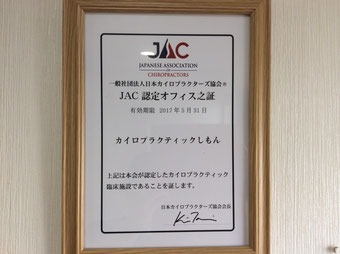 JAC
JAPANESE ASSOCIATION
OF
CHIROPRACTORS
一般社団法人日本カイロプラクターズ協会®
JAC 認定オフィス之証
有効期限 2017年5月31日
カイロプラクティックしもん
上記は本会が認定したカイロプラクティック
臨床施設であることを証します。
日本カイロプラクターズ協会会長